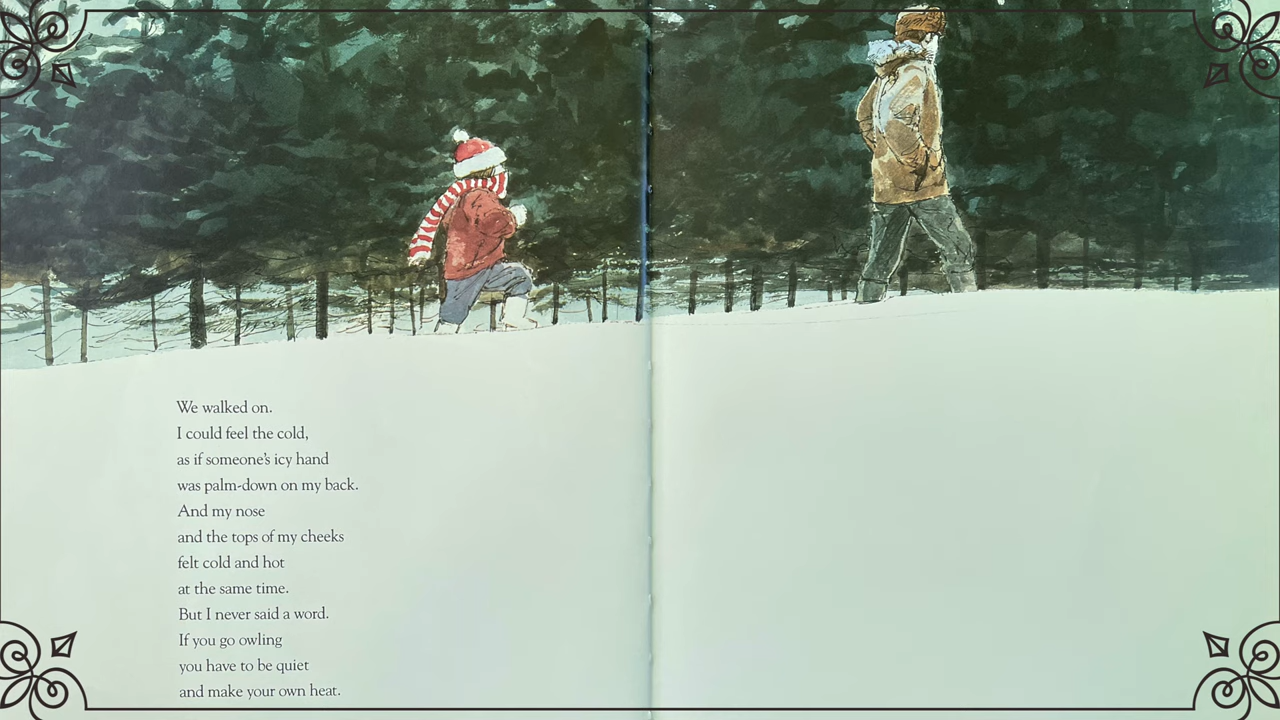 We walked on.
I could feel the cold,
as if someone's icy hand
was palm-down on my back.
And my nose
and the tops of my cheeks
felt cold and hot
at the same time.
But I never said a word.
If you go owling
you have to be quiet
and make your own heat.